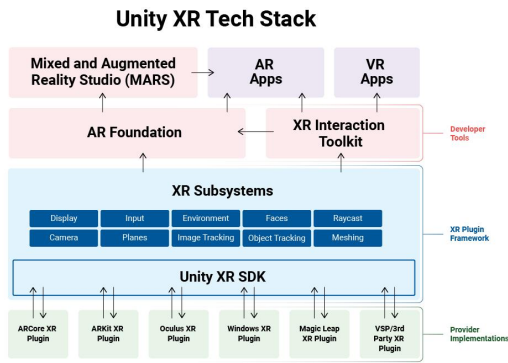 Unity XR Tech Stack
Mixed and Augmented
Reality Studio (MARS)
AR
Apps
VR
Apps
AR Foundation
XR Interaction
Toolkit
Developer
Tools
XR Subsystems
Display
Input
Environment
Faces
Raycast
Camera
Planes
Image Tracking
Object Tracking
Meshing
XR Plugin
Framework
Unity XR SDK
ARCore XR
Plugin
ARKit XR
Plugin
Oculus XR
Plugin
Windows XR
Plugin
Magic Leap
XR Plugin
VSP/3rd
Party XR
Plugin
Provider
Implementations